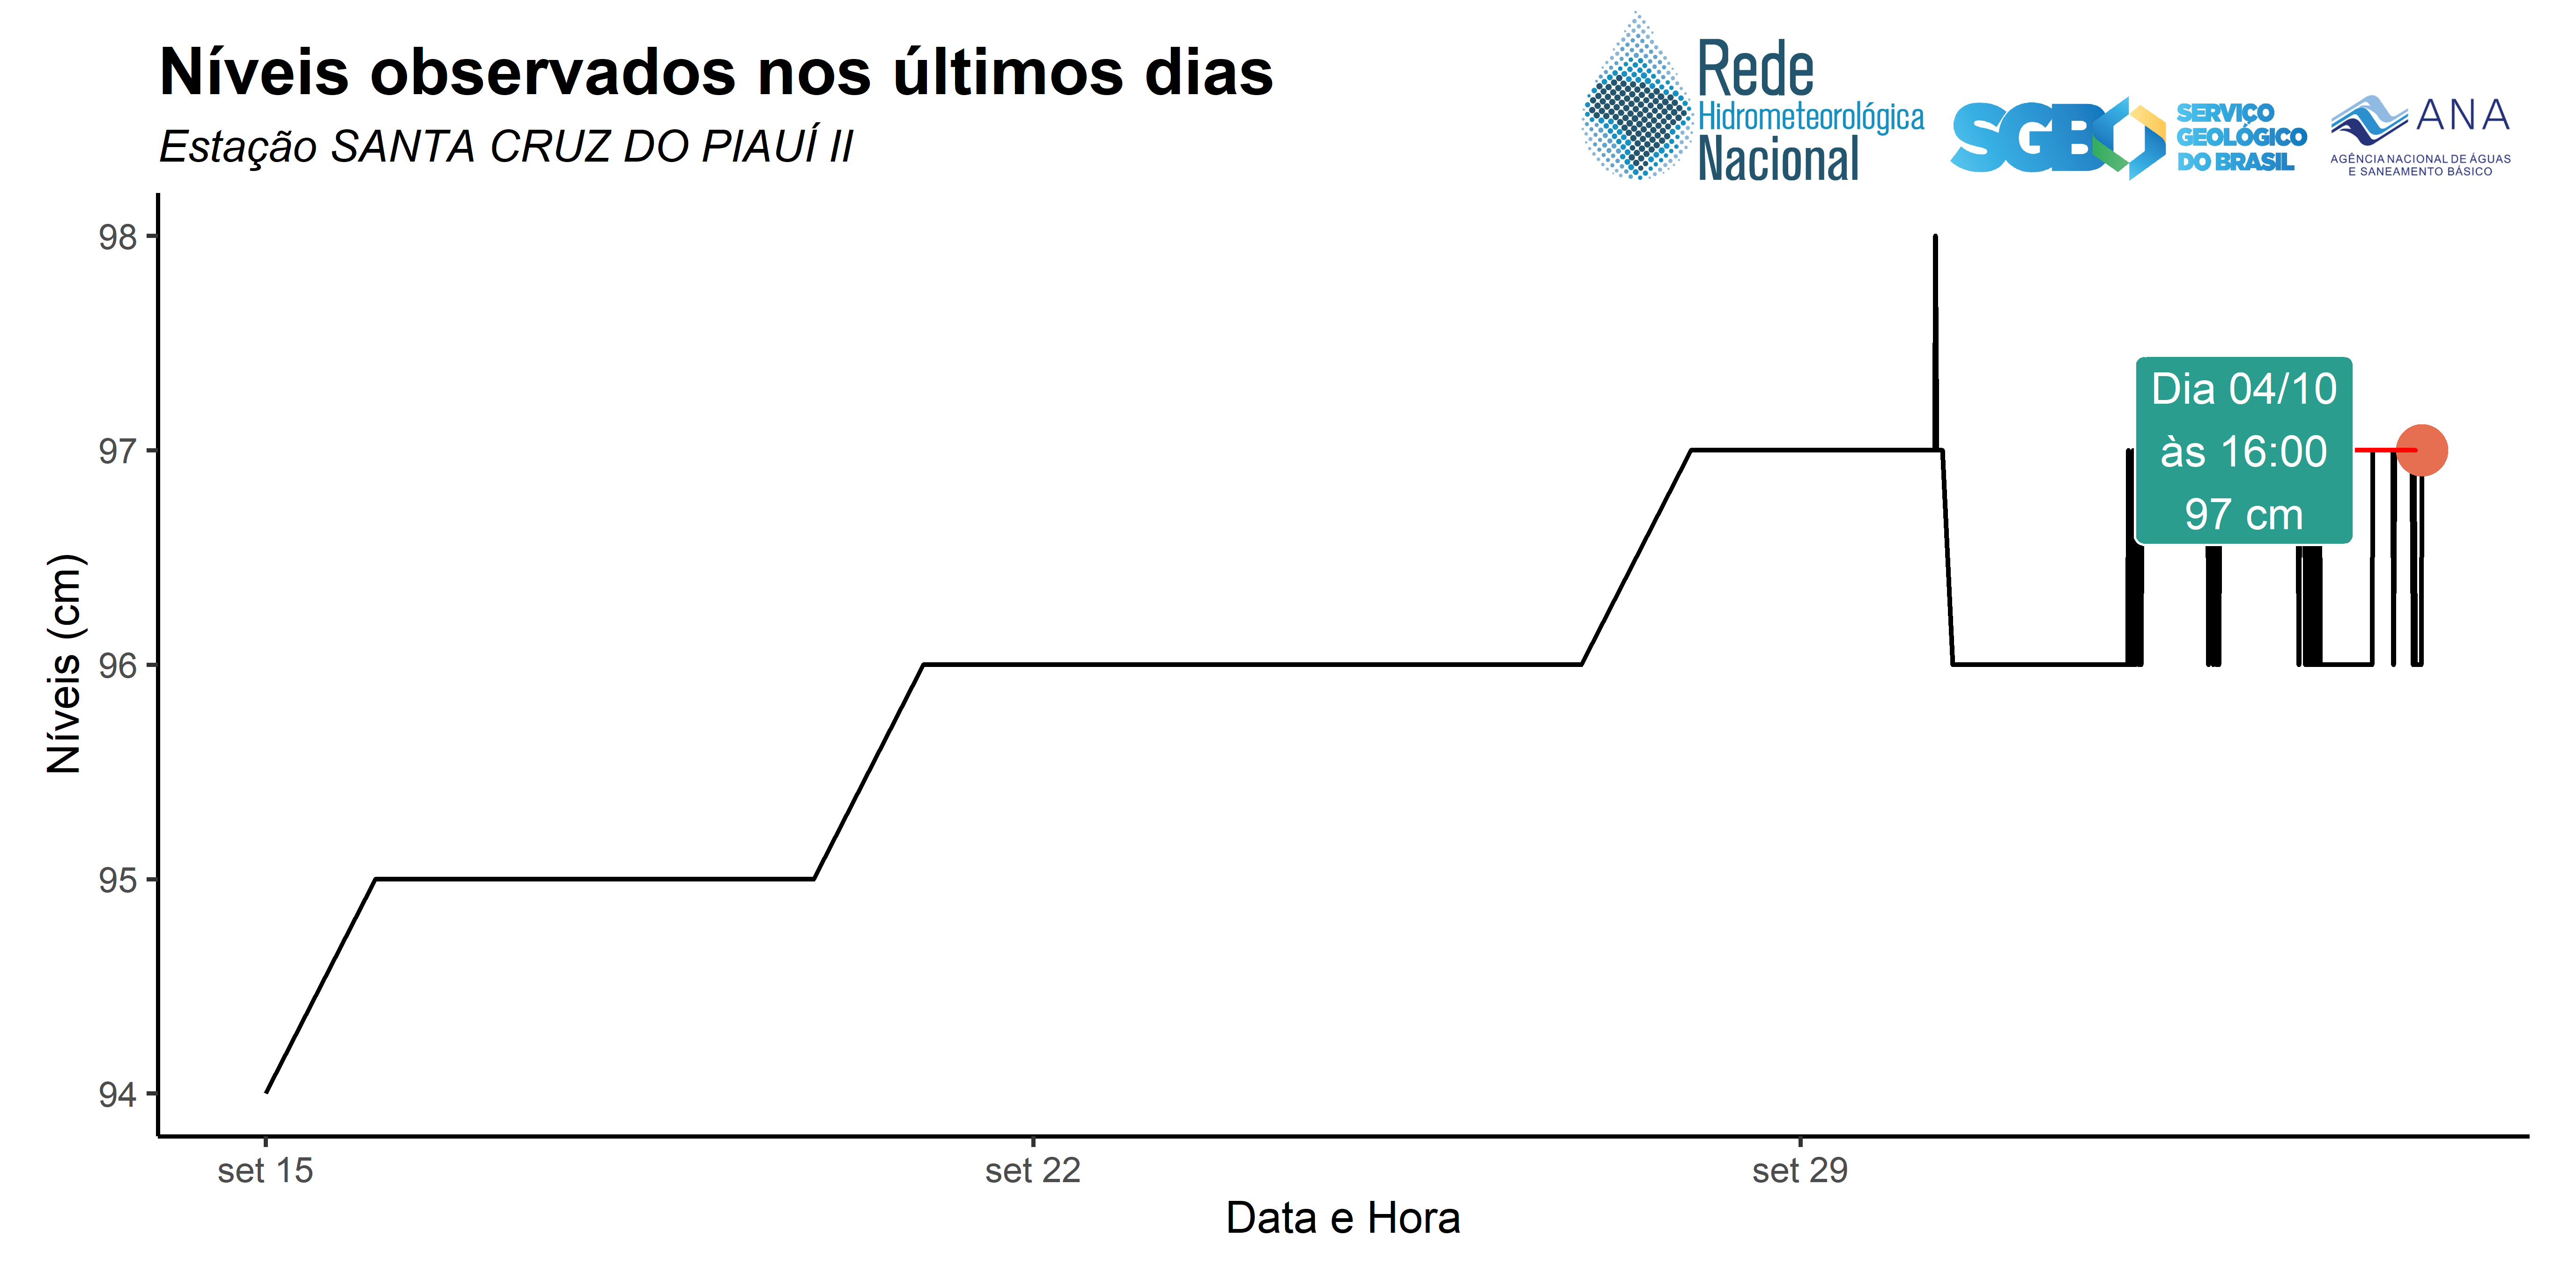 Níveis observados nos últimos dias
Estação SANTA CRUZ DO PIAUÍ II
Rede
Hidrometeorológica
Nacional
SGB
SERVIÇO
GEOLÓGICO
DO BRASIL
ANA
AGÊNCIA NACIONAL DE ÁGUAS
E SANEAMENTO BÁSICO
98
97
96
95
94
Níveis (cm)
Dia 04/10
às 16:00
97 cm
set 15
set 22
set 29
Data e Hora